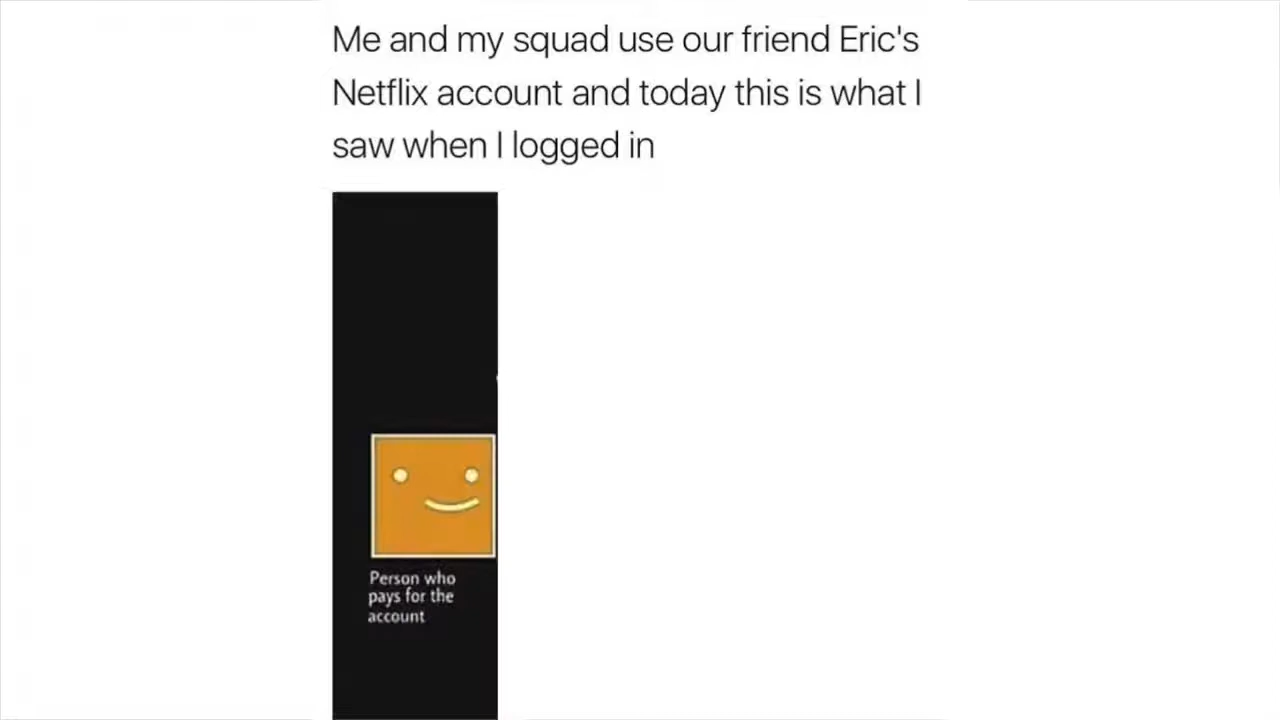 Me and my squad use our friend Eric's
Netflix account and today this is what I
saw when I logged in
Person who
pays for the
account